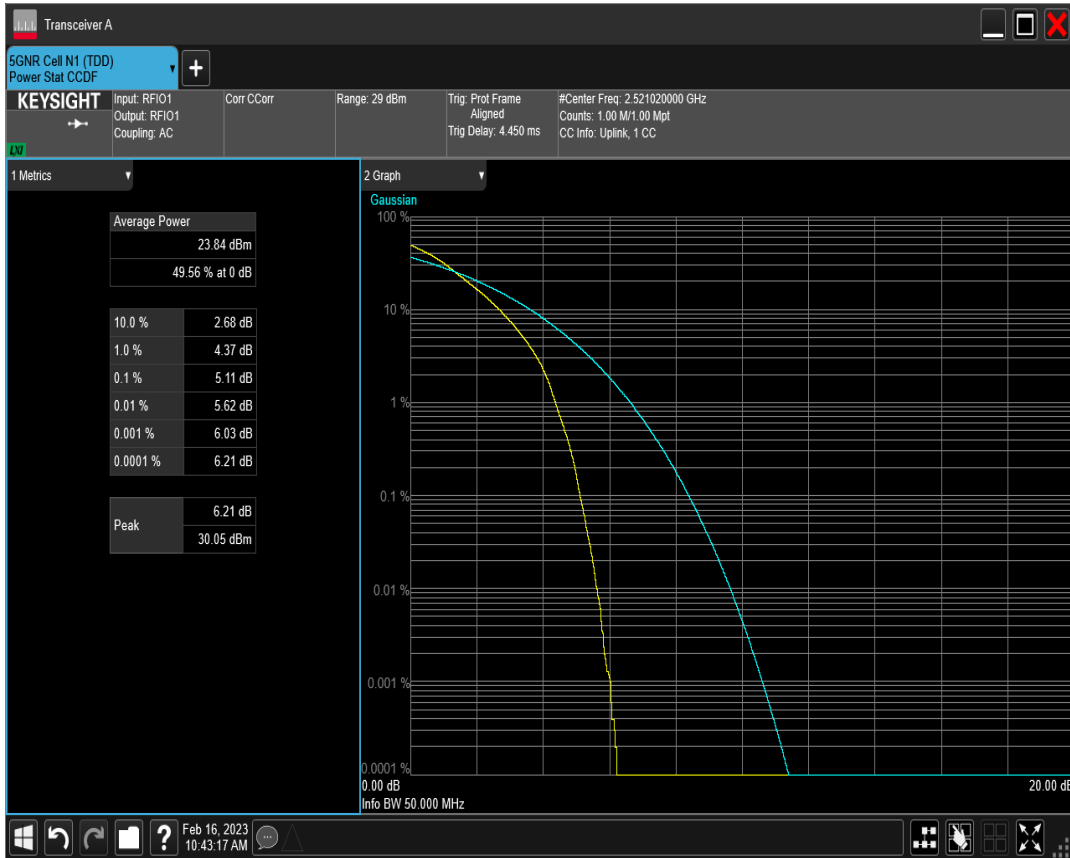 Transceiver A
5GNR Cell N1 (TDD)
Power Stat CCDF
KEYSIGHT
LXI
Input: RFIO1
Output: RFIO1
Coupling: AC
Corr CCorr
Range: 29 dBm
Trig: Prot Frame
Aligned
Trig Delay: 4.450 ms
#Center Freq: 2.521020000 GHz
Counts: 1.00 M/1.00 Mpt
CC Info: Uplink, 1 CC
1 Metrics
Average Power
23.84 dBm
49.56 % at 0 dB
10.0 % 2.68 dB
1.0 % 4.37 dB
0.1 % 5.11 dB
0.01 % 5.62 dB
0.001 % 6.03 dB
0.0001 % 6.21 dB
Peak
6.21 dB
30.05 dBm
2 Graph
Gaussian
100 %
10 %
1 %
0.1 %
0.01 %
0.001 %
0.0001 %
0.00 dB 20.00 dB
Info BW 50.000 MHz
?
Feb 16, 2023
10:43:17 AM